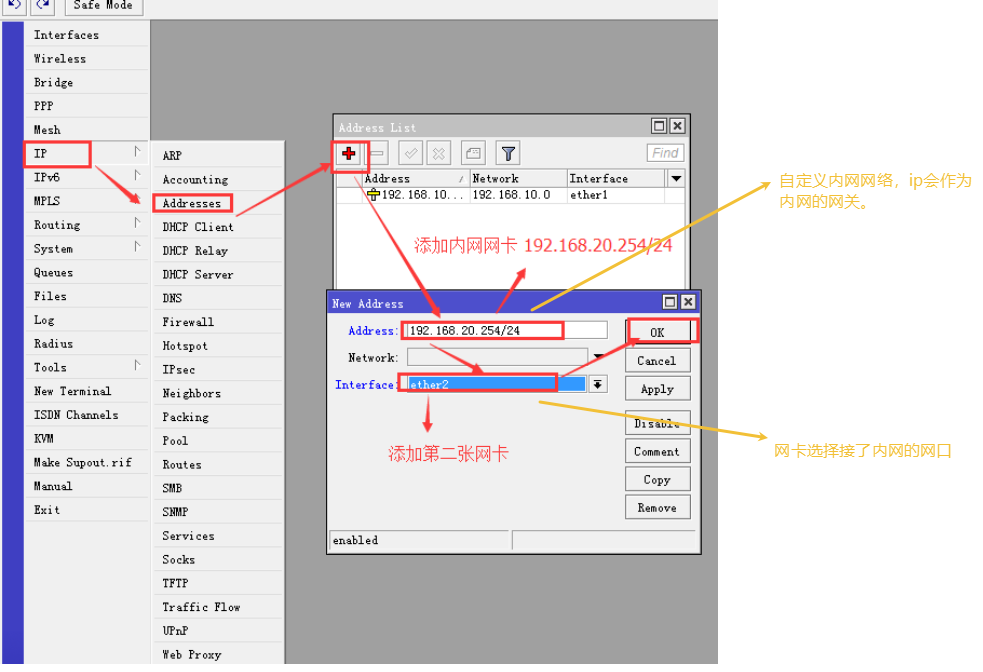 Safe Mode
Interfaces
Wireless
Bridge
PPP
Mesh
IP
IPv6
MPLS
Routing
System
Queues
Files
Log
Radius
Tools
New Terminal
ISDN Channels
KVM
Make Supout.rif
Manual
Exit
ARP
Accounting
Addresses
DHCP Client
DHCP Relay
DHCP Server
DNS
Firewall
Hotspot
IPsec
Neighbors
Packing
Pool
Routes
SMB
SNMP
Services
Socks
TFTP
Traffic Flow
UPnP
Web Proxy
Address List
Find
Address / Network Interface
192.168.10... 192.168.10.0 ether1
添加内网网卡 192.168.20.254/24
New Address
Address: 192.168.20.254/24
Network:
Interface: ether2
添加第二张网卡
OK
Cancel
Apply
Disable
Comment
Copy
Remove
enabled
自定义内网网络，ip会作为
内网的网关。
网卡选择接了内网的网口